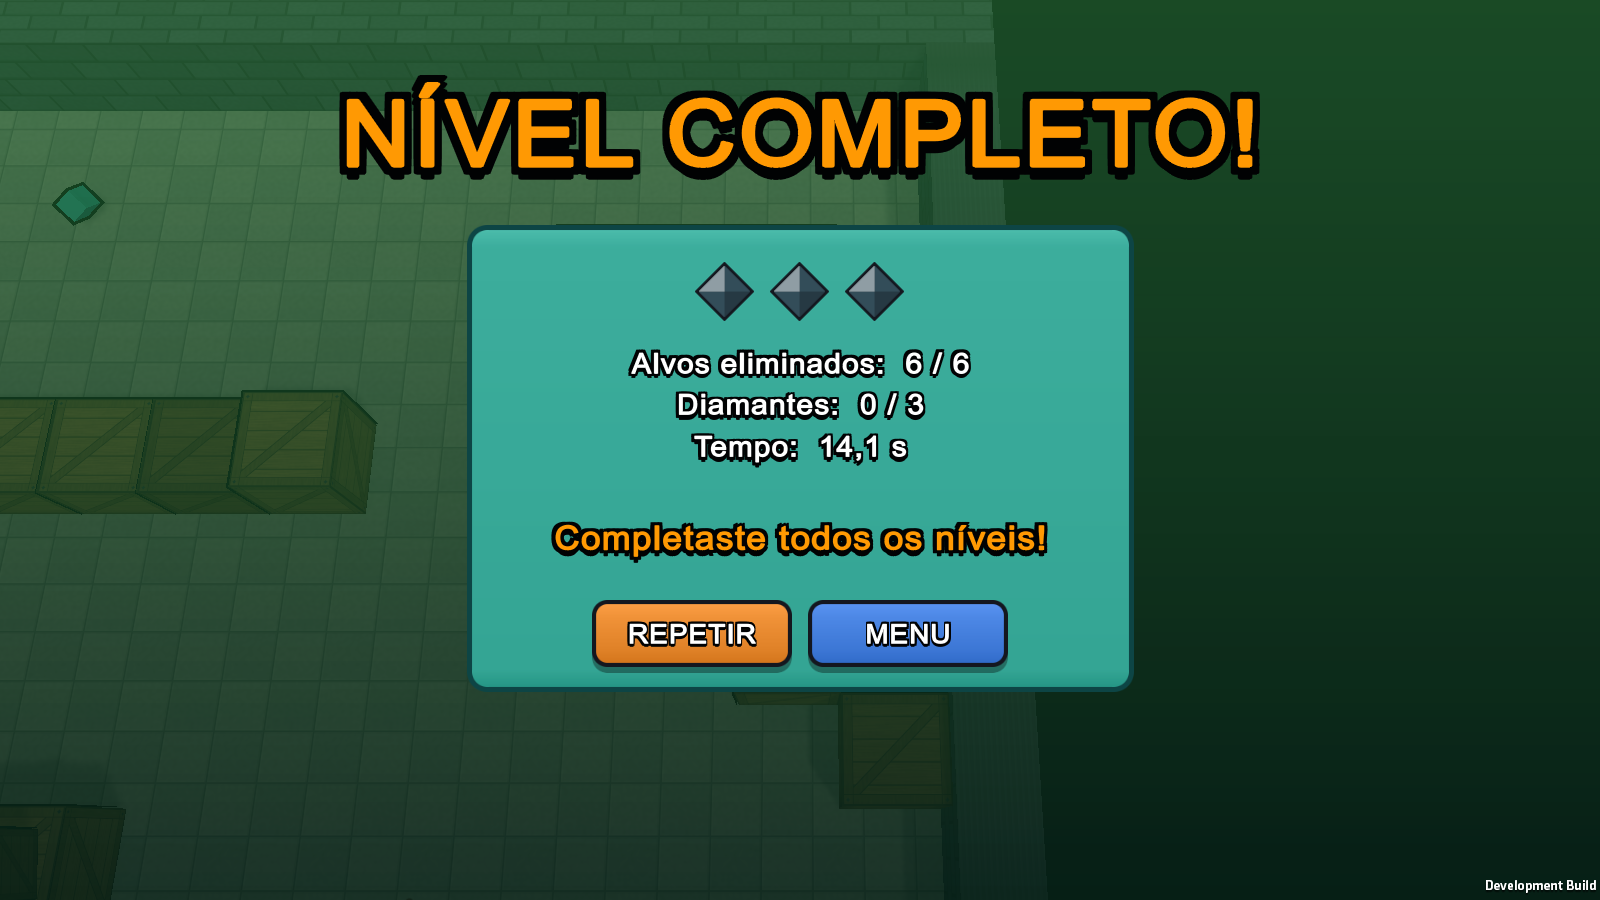 NÍVEL COMPLETO!
Alvos eliminados: 6 / 6
Diamantes: 0 / 3
Tempo: 14,1 s
Completaste todos os níveis!
REPETIR
MENU
Development Build